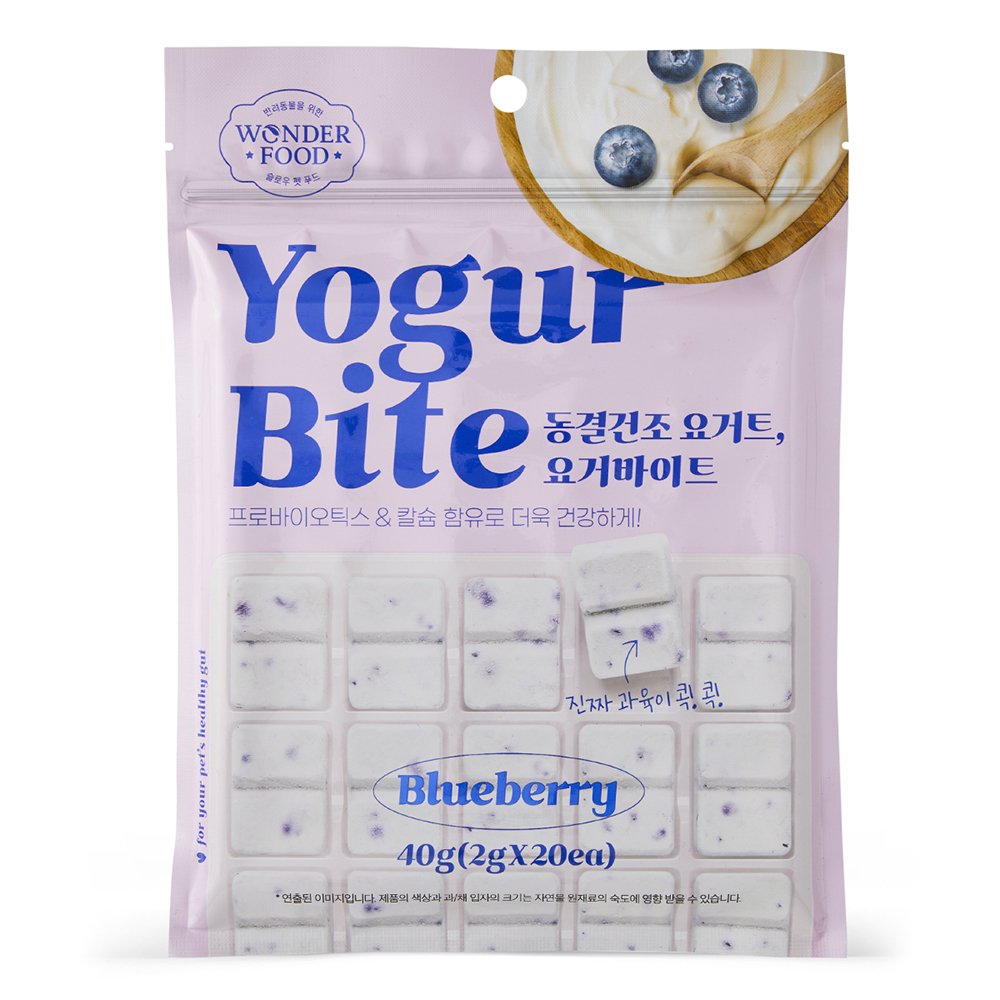 반려동물을 위한
WONDER
FOOD
슬로우 펫 푸드
Yogur
Bite
동결건조 요거트,
요거바이트
프로바이오틱스 & 칼슘 함유로 더욱 건강하게!
진짜 과육이 콕! 콕!
for your pet's healthy gut
Blueberry
40g(2gX20ea)
*연출된 이미지입니다. 제품의 색상과 과/채 입자의 크기는 자연물 원재료의 숙도에 영향 받을 수 있습니다.